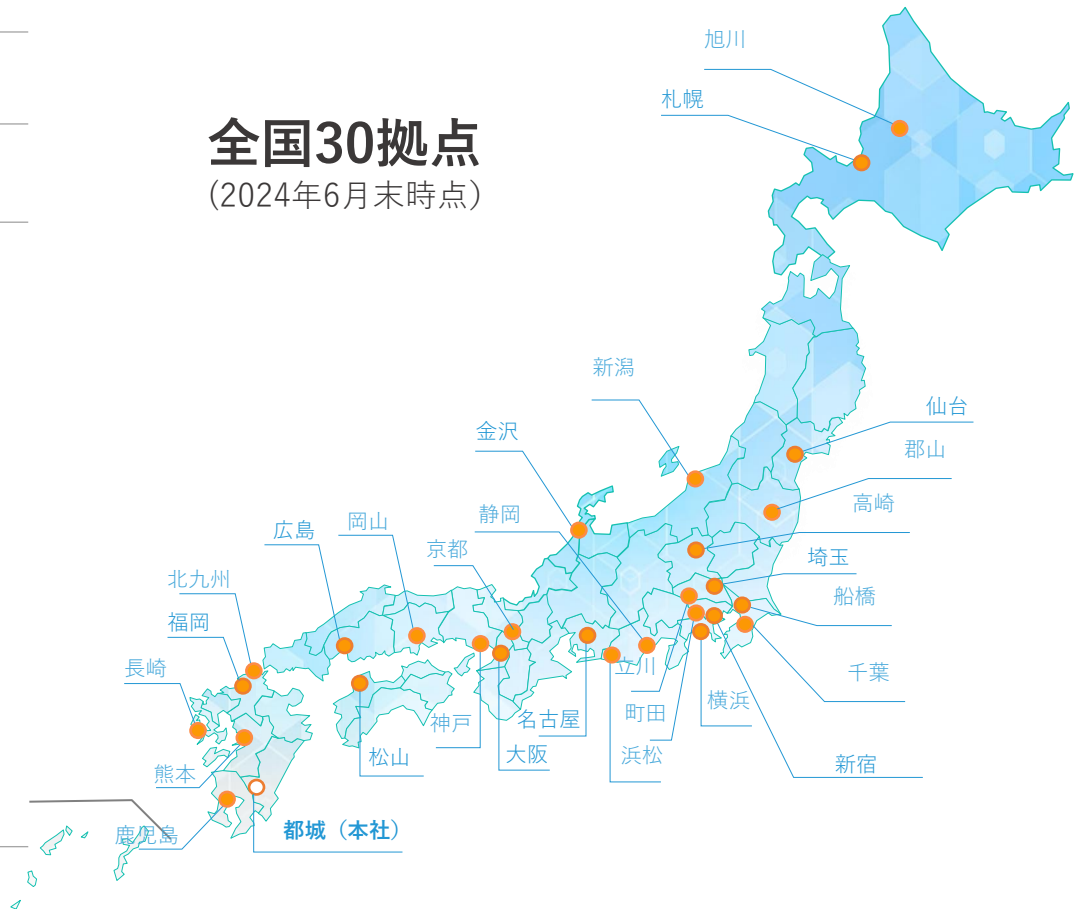 旭川
札幌
全国30拠点
(2024年6月末時点)
新潟
仙台
金沢
郡山
高崎
静岡
岡山
広島
京都
埼玉
北九州
船橋
福岡
長崎
立川
千葉
横浜
町田
名古屋
神戸
大阪
浜松
松山
新宿
熊本
都城（本社）
鹿児島